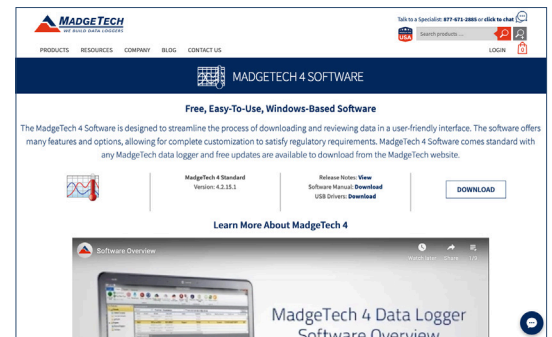 MADGETECH
WE BUILD DATA LOGGERS
Talk to a Specialist: 877-671-2885 or click to chat
USA
Search products ...
PRODUCTS RESOURCES COMPANY BLOG CONTACT US
LOGIN
0
MADGETECH 4 SOFTWARE
Free, Easy-To-Use, Windows-Based Software
The MadgeTech 4 Software is designed to streamline the process of downloading and reviewing data in a user-friendly interface. The software offers
many features and options, allowing for complete customization to satisfy regulatory requirements. MadgeTech 4 Software comes standard with
any MadgeTech data logger and free updates are available to download from the MadgeTech website.
MadgeTech 4 Standard
Version: 4.2.15.1
Release Notes: View
Software Manual: Download
USB Drivers: Download
DOWNLOAD
Learn More About MadgeTech 4
Software Overview
Watch later Share 1/9
MadgeTech 4 Data Logger
Software Overview